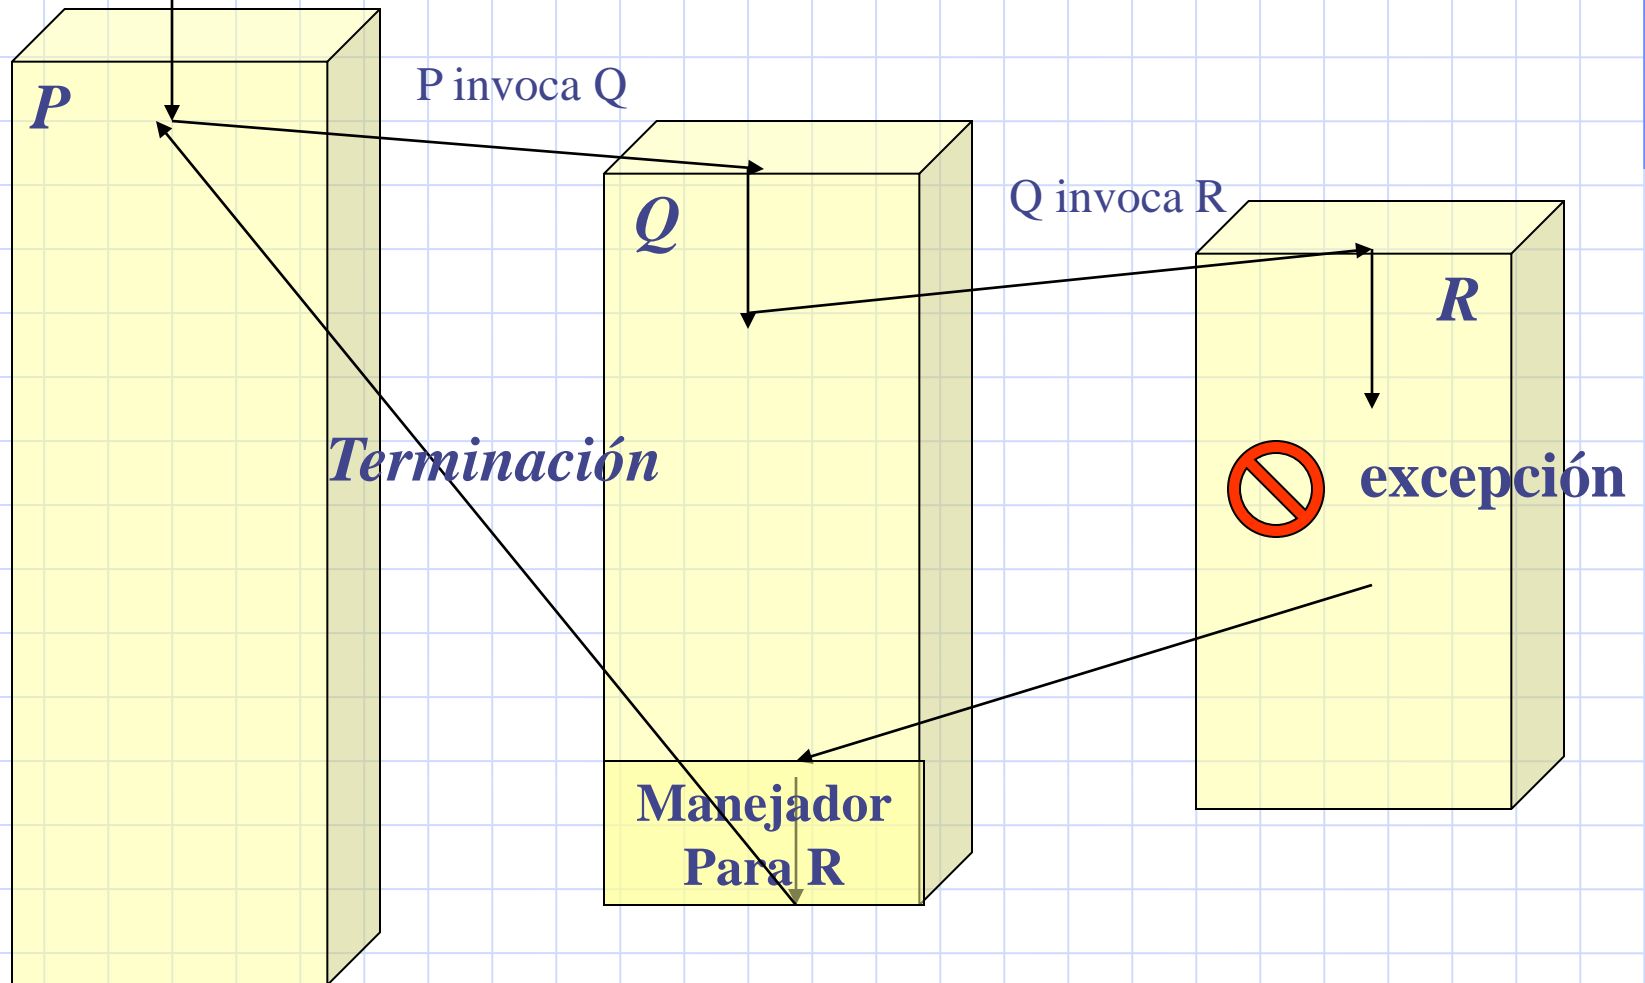 P
P invoca Q
Q
Q invoca R
R
Terminación
excepción
Manejador
Para R